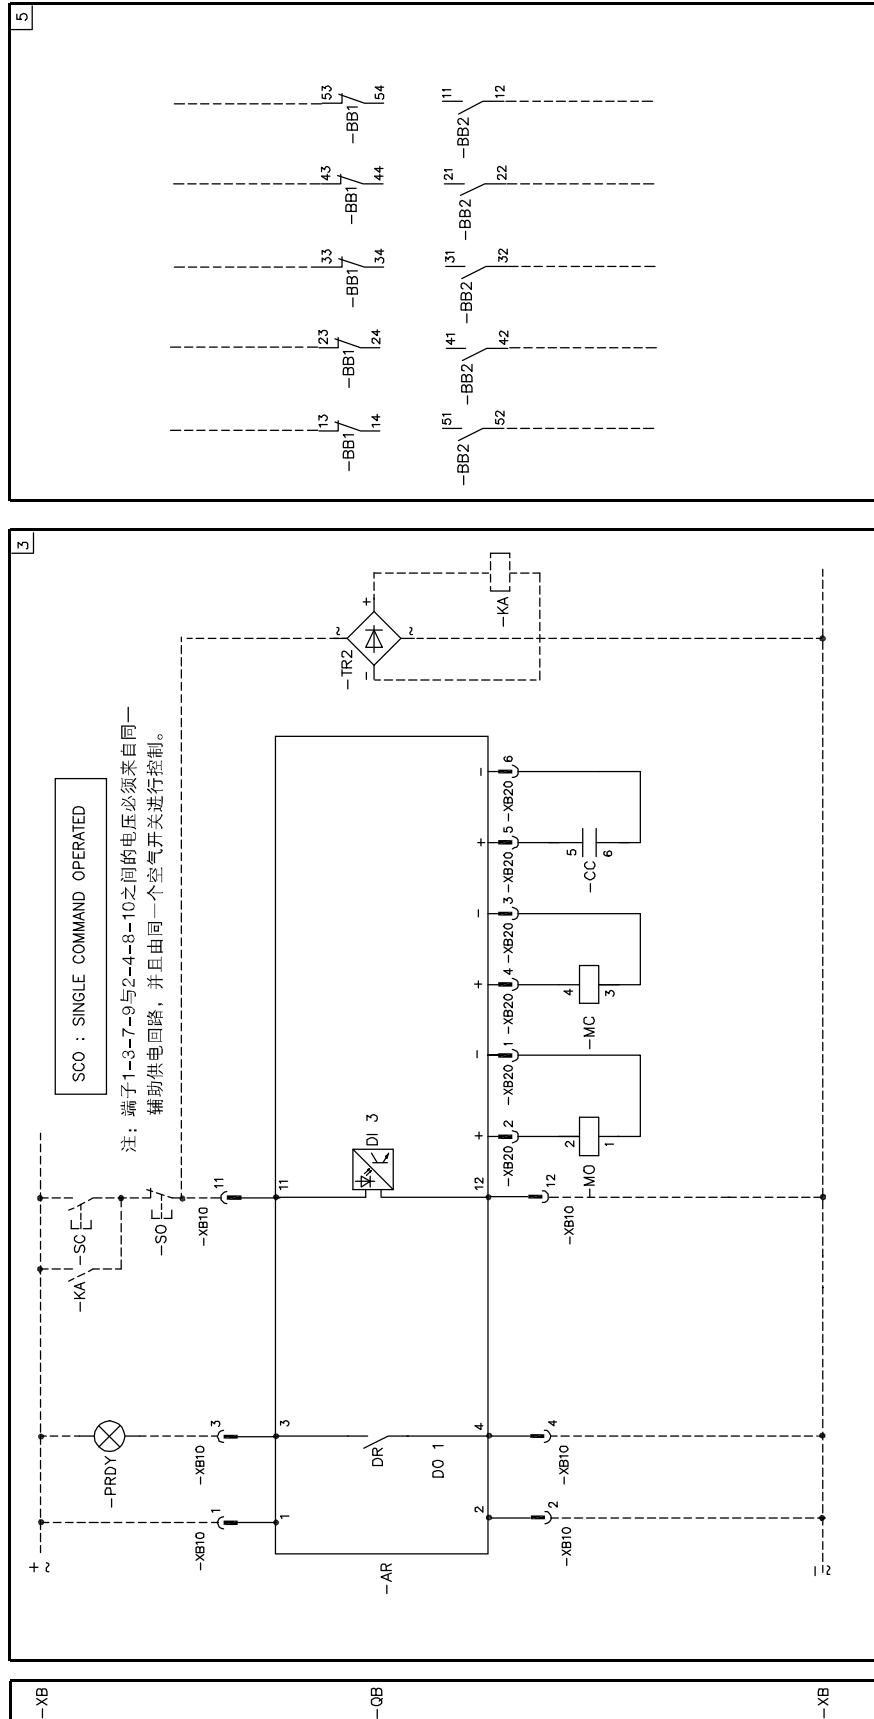 5
53
54
-BB1
11
12
-BB2
43
44
-BB1
21
22
-BB2
33
34
-BB1
31
32
-BB2
23
24
-BB1
41
42
-BB2
13
14
-BB1
51
52
-BB2
3
SCO : SINGLE COMMAND OPERATED
注: 端子1-3-7-9与2-4-8-10之间的电压必须来自同一
辅助供电回路，并且由同一个空气开关进行控制。
-TR2
~
+
-
~
-KA
-
6
-XB20
+
5
-XB20
5
6
-CC
-
3
-XB20
+
4
-XB20
4
3
-MC
-
1
-XB20
+
2
-XB20
2
1
-MO
DI 3
-SC
-SO
-KA
-XB10
11
11
12
12
-XB10
-PRDY
-XB10
3
3
DR
DO 1
4
4
-XB10
-XB10
1
1
2
2
-XB10
-AR
+
~
-
~
-XB
-QB
-XB